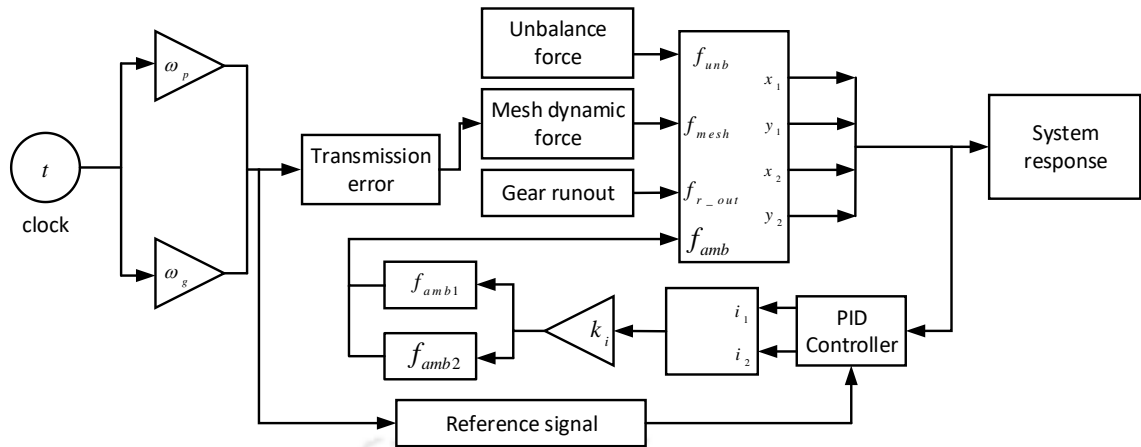 Unbalance
force
Mesh dynamic
force
Gear runout
Transmission
error
ω_p
t
clock
ω_g
f_unb
f_mesh
f_r_out
f_amb
x_1
y_1
x_2
y_2
System
response
f_amb1
f_amb2
k_i
i_1
i_2
PID
Controller
Reference signal